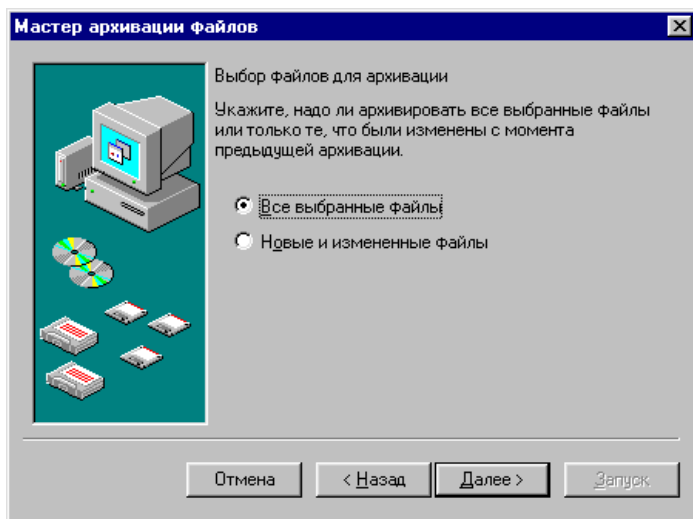 Мастер архивации файлов
Выбор файлов для архивации
Укажите, надо ли архивировать все выбранные файлы
или только те, что были изменены с момента
предыдущей архивации.
Все выбранные файлы
Новые и измененные файлы
Отмена
< Назад
Далее >
Запуск